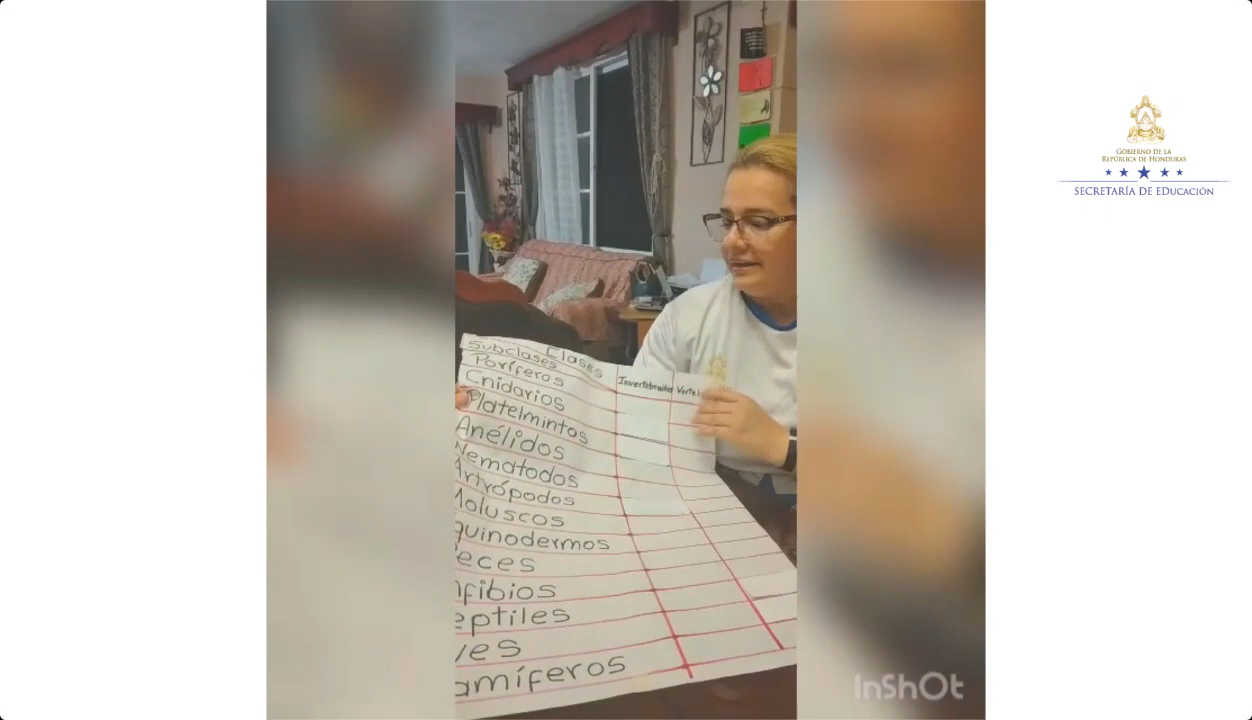 Clases
Subclases
Invertebrados
Poríferos
Cnidarios
Platelmintos
Anélidos
Nematodos
Artrópodos
Moluscos
quinodermos
eces
nfibios
eptiles
ves
amíferos
GOBIERNO DE LA
REPÚBLICA DE HONDURAS
SECRETARÍA DE EDUCACIÓN
InShOt